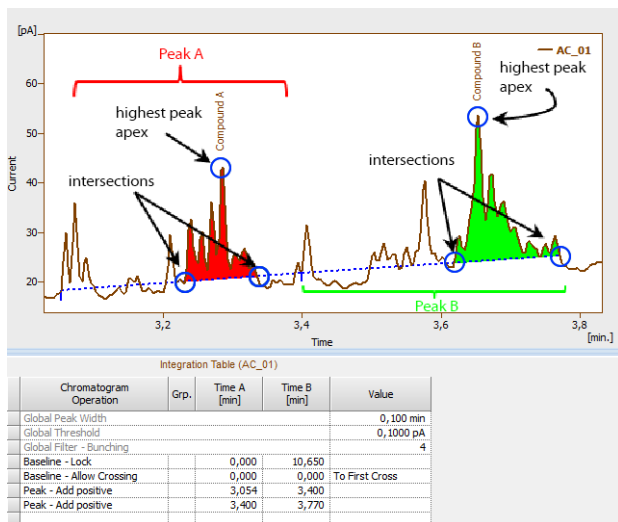 [pA]
Peak A
AC_01
60
highest peak
apex
Compound B
highest peak
apex
50
Compound A
Current
40
intersections
intersections
30
20
Peak B
3,2
3,4
3,6
3,8
Time
[min.]
Integration Table (AC_01)
Chromatogram Operation Grp. Time A [min] Time B [min] Value
Global Peak Width 0,100 min
Global Threshold 0,1000 pA
Global Filter - Bunching 4
Baseline - Lock 0,000 10,650
Baseline - Allow Crossing 0,000 0,000 To First Cross
Peak - Add positive 3,054 3,400
Peak - Add positive 3,400 3,770